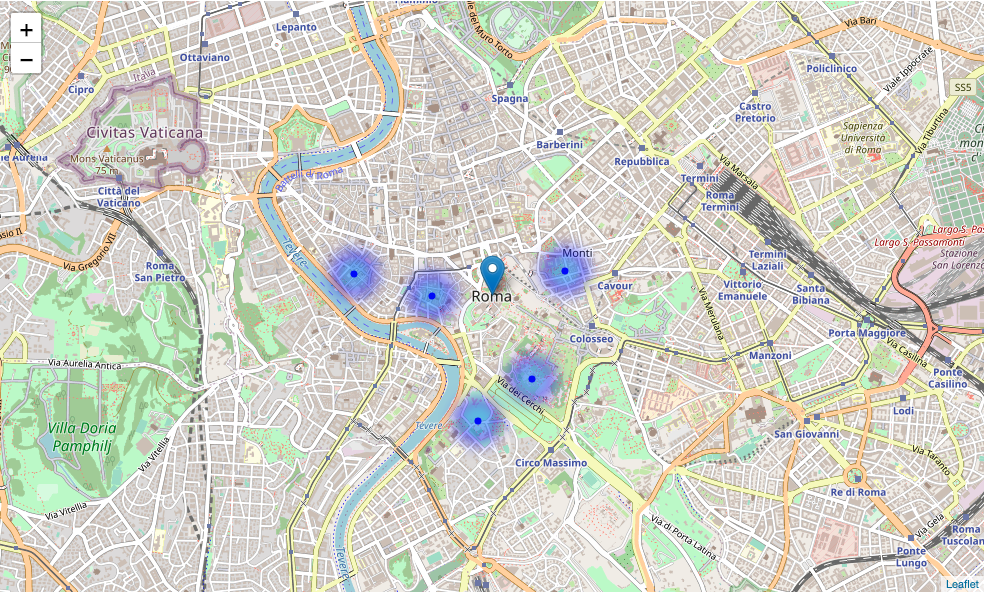 +
−
Lepanto
Ottaviano
Cipro
Italia
Civitas Vaticana
Mons Vaticanus
75 m
Città del
Vaticano
Via Gregorio VII
Roma
San Pietro
Via Aurelia Antica
Villa Doria
Pamphilj
Via Vitellia
Via Vitellia
Tevere
Tevere
Tevere
Roma
Spagna
Barberini
Repubblica
Via Bari
Policlinico
Viale Ippocrate
SS5
Castro
Pretorio
Sapienza
Università
di Roma
Via Tiburtina
Via Marsala
Termini
Roma
Termini
Monti
Cavour
Colosseo
Termini
Laziali
Vittorio
Emanuele
Santa
Bibiana
Largo S. Passamonti
Stazione
Via Merulana
Porta Maggiore
Via Casilina
Manzoni
Ponte
Casilino
Lodi
San Giovanni
Via Taranto
Re di Roma
Via dei Cerchi
Circo Massimo
Via di Porta Latina
Via Gela
Ponte
Lungo
Roma
Leaflet